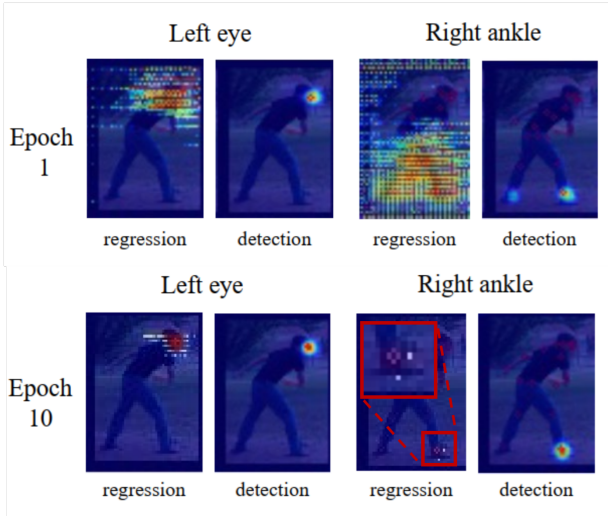 Left eye
Right ankle
Epoch
1
regression
detection
regression
detection
Left eye
Right ankle
Epoch
10
regression
detection
regression
detection